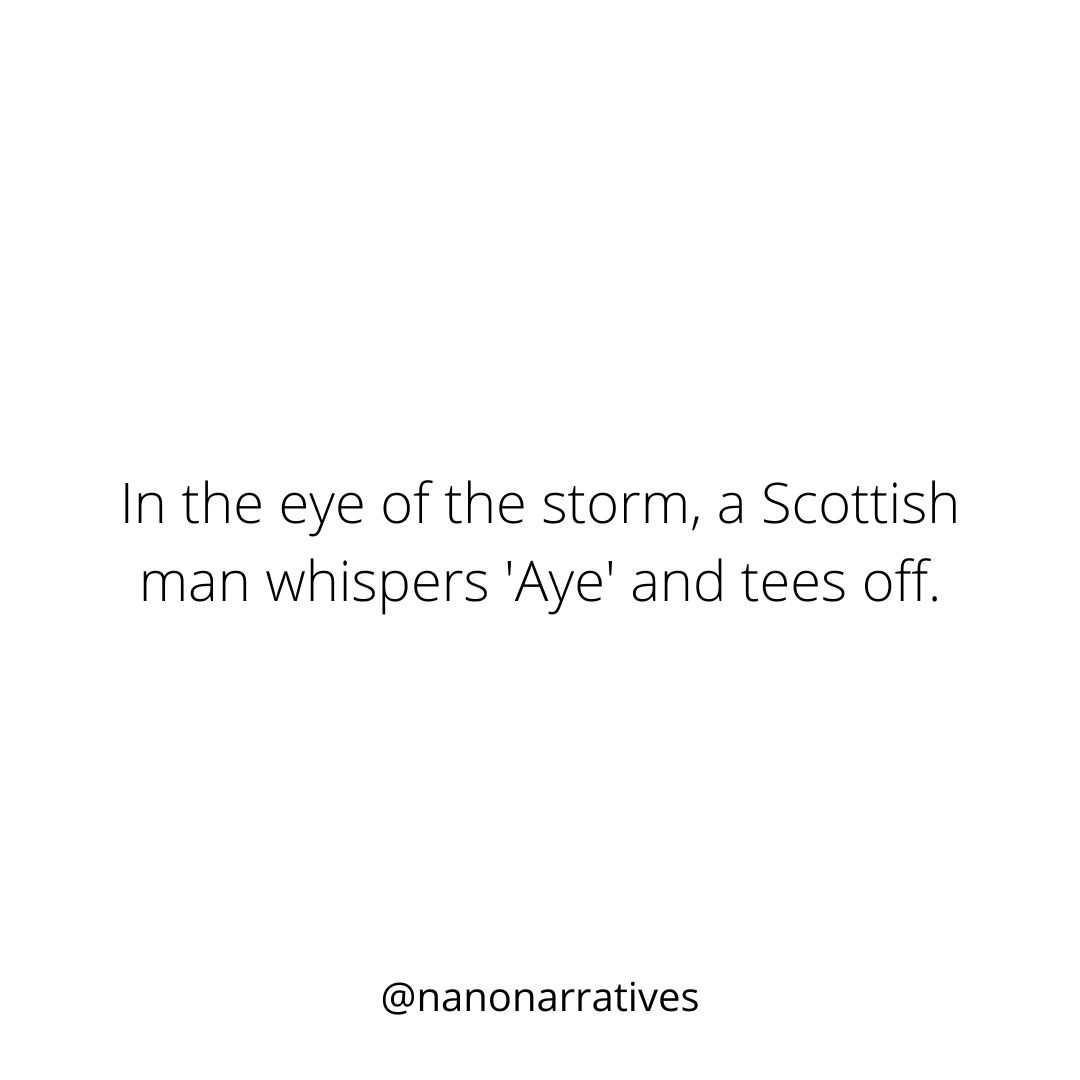 In the eye of the storm, a Scottish
man whispers 'Aye' and tees off.
@nanonarratives